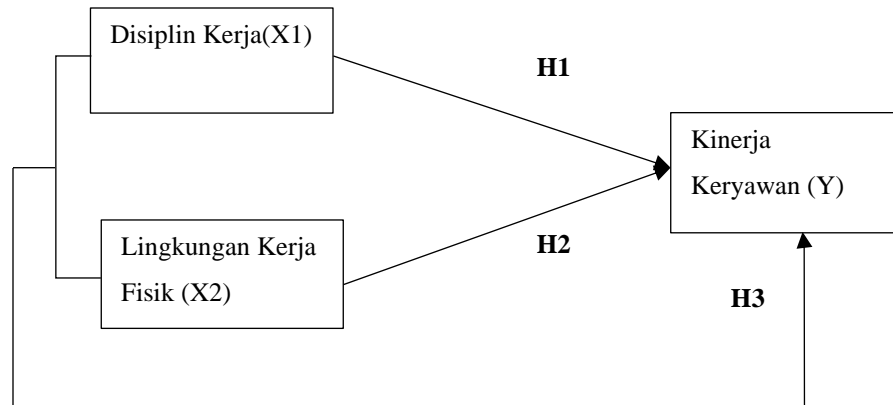 Disiplin Kerja(X1)
H1
Kinerja
Keryawan (Y)
Lingkungan Kerja
Fisik (X2)
H2
H3